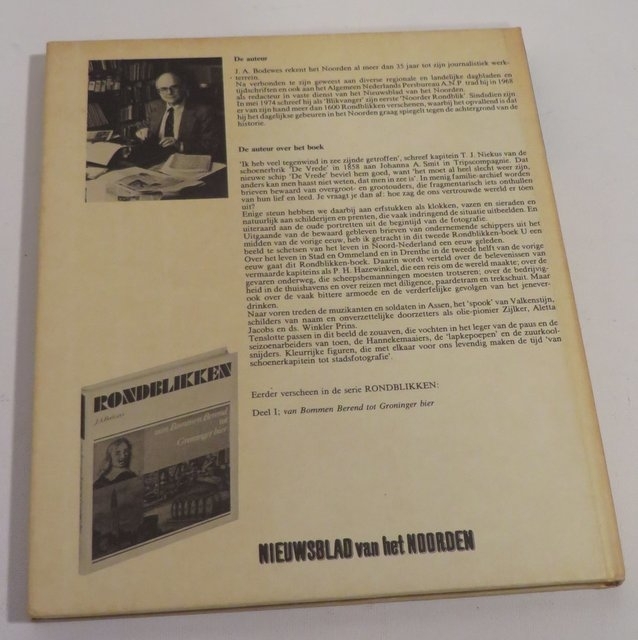 De auteur
J. A. Bodewes rekent het Noorden al meer dan 35 jaar tot zijn journalistiek werk-
terrein.
Na verbonden te zijn geweest aan diverse regionale en landelijke dagbladen en
tijdschriften en ook aan het Algemeen Nederlands Persbureau A.N.P. trad hij in 1968
als redacteur in vaste dienst van het Nieuwsblad van het Noorden.
In mei 1974 schreef hij als 'Blikvanger' zijn eerste 'Noorder Rondblik'. Sindsdien zijn
er van zijn hand meer dan 1600 Rondblikken verschenen, waarbij het opvallend is dat
hij het dagelijkse gebeuren in het Noorden graag spiegelt tegen de achtergrond van de
historie.
De auteur over het boek
'Ik heb veel tegenwind in zee zijnde getroffen', schreef kapitein T. J. Niekus van de
schoenerbrik 'De Vrede' in 1858 aan Johanna A. Smit in Tripscompagnie. Dat
nieuwe schip 'De Vrede' beviel hem goed, want 'het moet al heel slecht weer zijn,
anders kan men haast niet weten, dat men in zee is'. In menig familie-archief worden
brieven bewaard van overgroot- en grootouders, die fragmentarisch iets onthullen
van hun lief en leed. Je vraagt je dan af: hoe zag de ons vertrouwde wereld er toen
uit?
Enige steun hebben we daarbij aan erfstukken als klokken, vazen en sieraden en
natuurlijk aan schilderijen en prenten, die vaak indringend de situatie uitbeelden. En
uiteraard aan de oude portretten uit de begintijd van de fotografie.
Uitgaande van de bewaard gebleven brieven van ondernemende schippers uit het
midden van de vorige eeuw, heb ik getracht in dit tweede Rondblikken-boek U een
beeld te schetsen van het leven in Noord-Nederland een eeuw geleden.
Over het leven in Stad en Ommeland en in Drenthe in de tweede helft van de vorige
eeuw gaat dit Rondblikken-boek. Daarin wordt verteld over de belevenissen van
vermaarde kapiteins als P. H. Hazewinkel, die een reis om de wereld maakte; over de
gevaren onderweg, die scheepsbemanningen moesten trotseren; over de bedrijvig-
heid in de thuishavens en over reizen met diligence, paardetram en trekschuit. Maar
ook over de vaak bittere armoede en de verderfelijke gevolgen van het jenever-
drinken.
Naar voren treden de muzikanten en soldaten in Assen, het 'spook' van Valkenstijn,
schilders van naam en onverzettelijke doorzetters als olie-pionier Zijlker, Aletta
Jacobs en ds. Winkler Prins.
Tenslotte passen in dit beeld de zouaven, die vochten in het leger van de paus en de
seizoenarbeiders van toen, de Hannekemaaiers, de 'lapkepoepen' en de zuurkool-
snijders. Kleurrijke figuren, die met elkaar voor ons levendig maken de tijd 'van
schoenerkapitein tot stadsfotografie'.
Eerder verscheen in de serie RONDBLIKKEN:
Deel 1; van Bommen Berend tot Groninger bier
RONDBLIKKEN
J.A. Bodewes
van Bommen Berend
tot
Groninger bier
NIEUWSBLAD van het NOORDEN